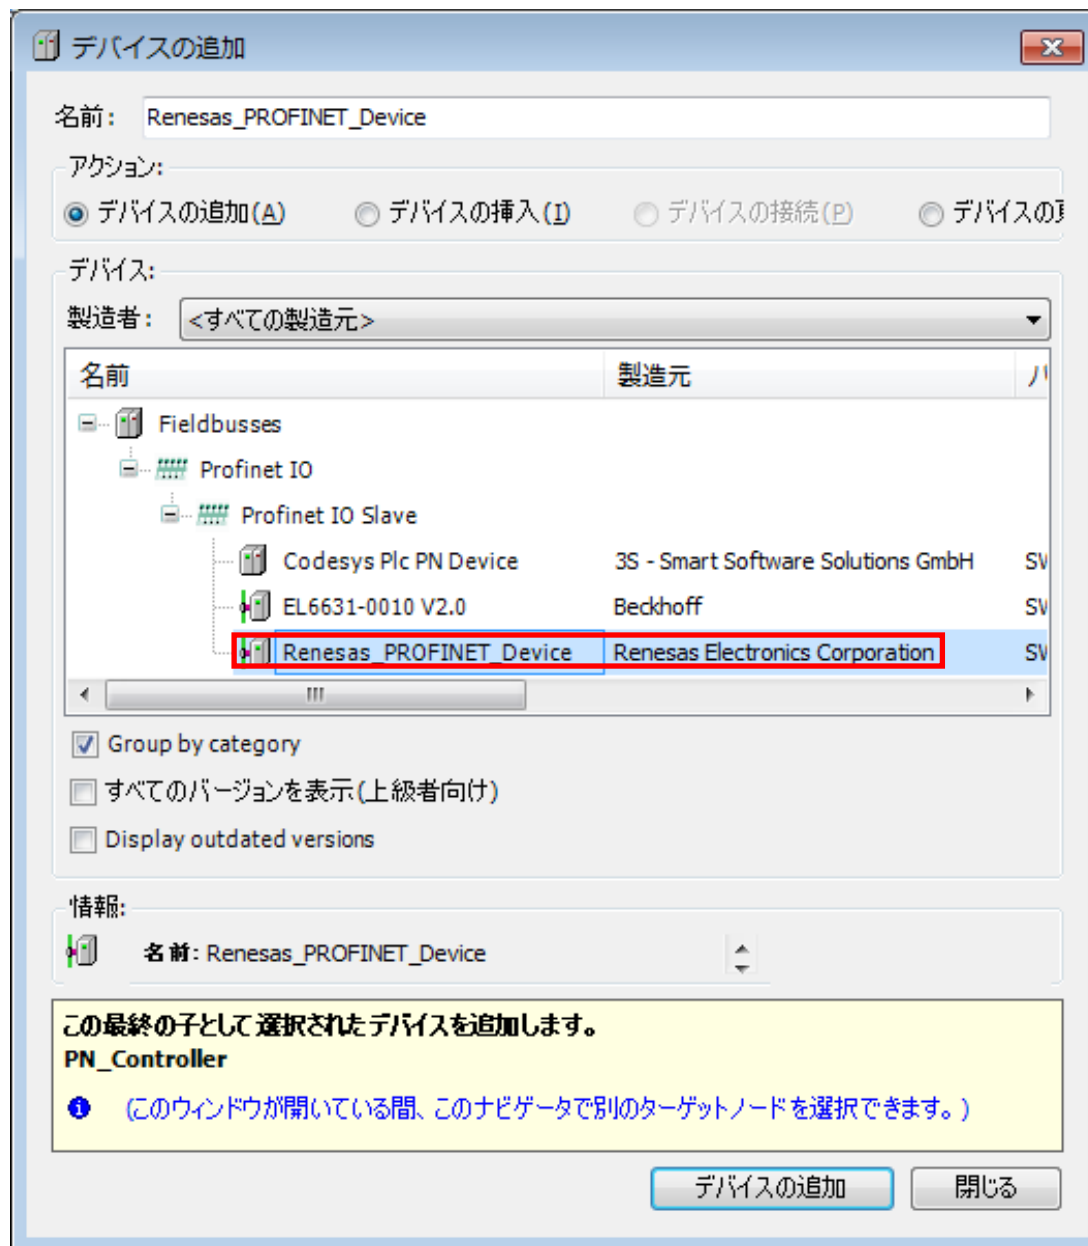 デバイスの追加
名前: Renesas_PROFINET_Device
アクション:
デバイスの追加(A) デバイスの挿入(I) デバイスの接続(P) デバイスの
デバイス:
製造者: <すべての製造元>
名前 製造元
Fieldbusses
Profinet IO
Profinet IO Slave
Codesys Plc PN Device 3S - Smart Software Solutions GmbH
EL6631-0010 V2.0 Beckhoff
Renesas_PROFINET_Device Renesas Electronics Corporation
Group by category
すべてのバージョンを表示(上級者向け)
Display outdated versions
情報:
名前: Renesas_PROFINET_Device
この最終の子として選択されたデバイスを追加します。
PN_Controller
(このウィンドウが開いている間、このナビゲータで別のターゲットノードを選択できます。)
デバイスの追加 閉じる